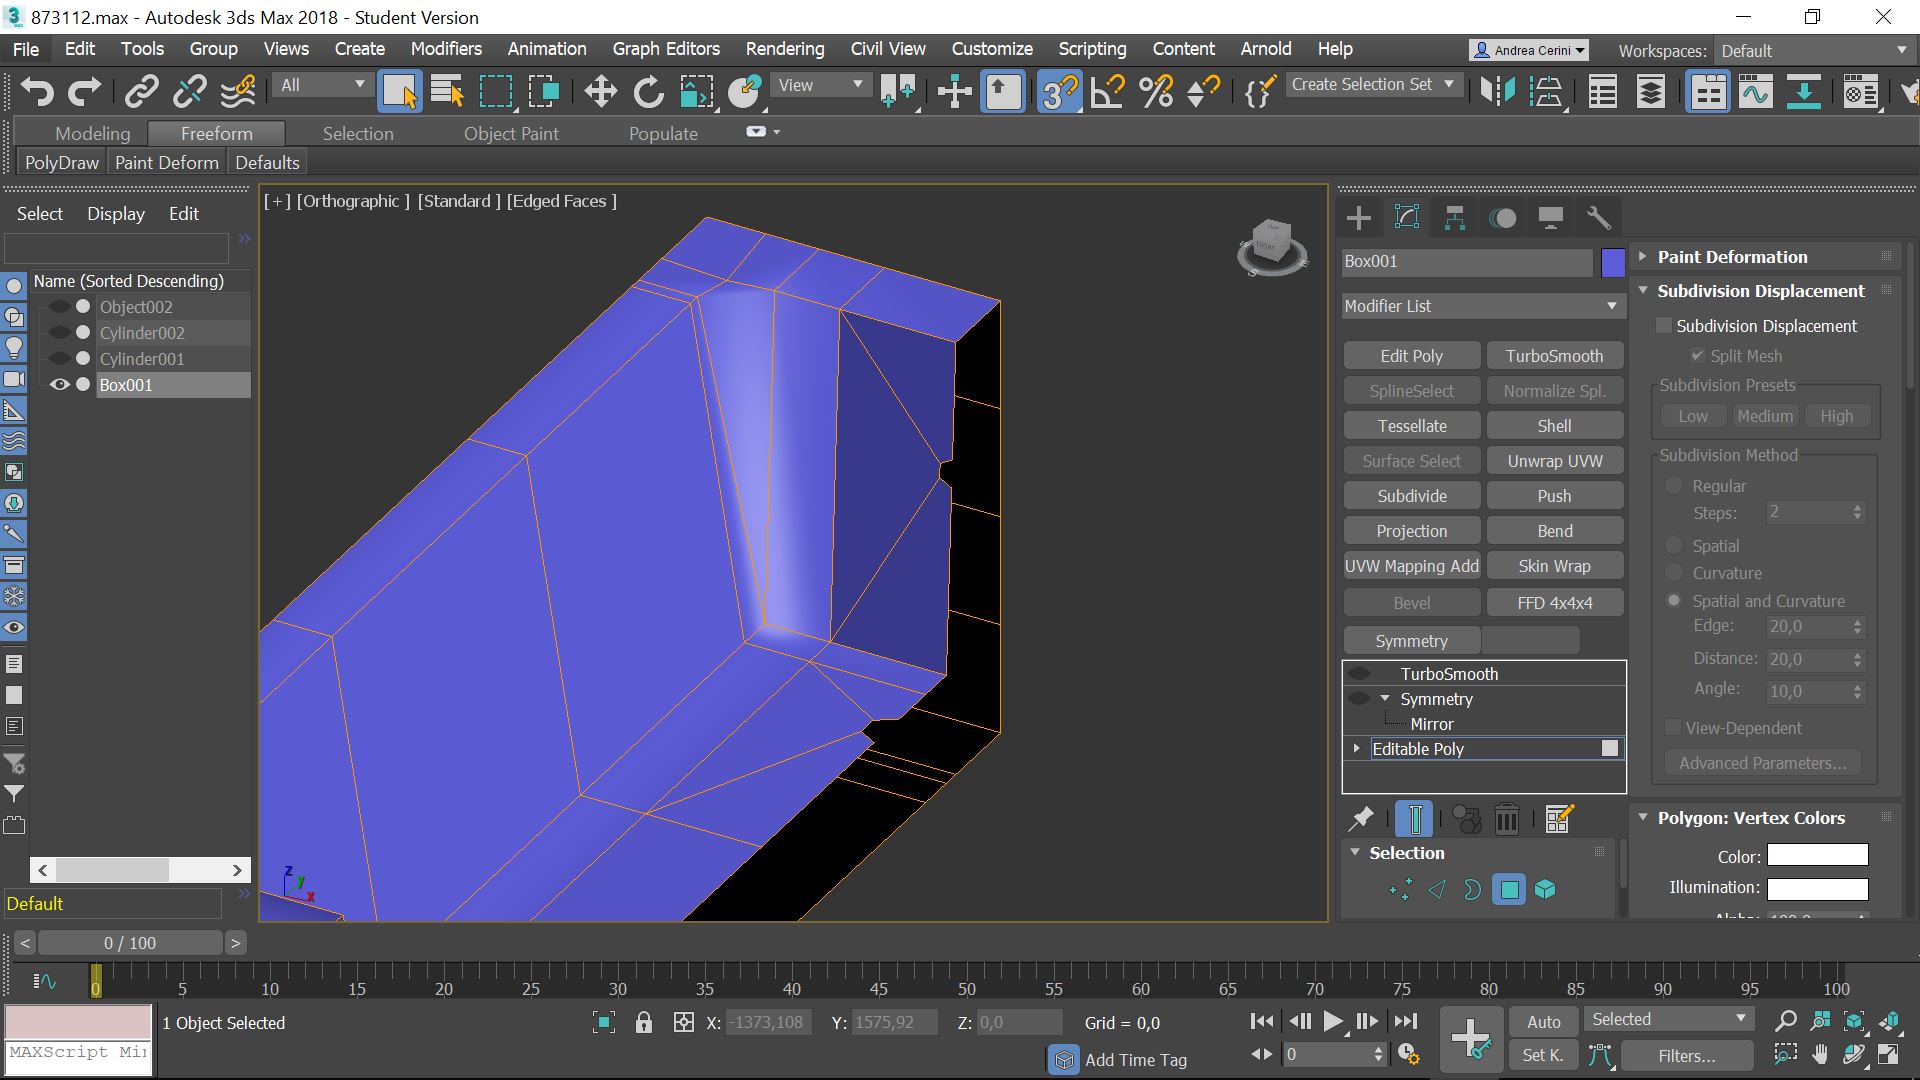 873112.max - Autodesk 3ds Max 2018 - Student Version
File Edit Tools Group Views Create Modifiers Animation Graph Editors Rendering Civil View Customize Scripting Content Arnold Help
Andrea Cerini
Workspaces: Default
All
View
Create Selection Set
Modeling Freeform Selection Object Paint Populate
PolyDraw Paint Deform Defaults
Select Display Edit
Name (Sorted Descending)
Object002
Cylinder002
Cylinder001
Box001
Default
[ + ] [Orthographic ] [Standard ] [Edged Faces ]
FRONT
z
y
x
Box001
Modifier List
Edit Poly TurboSmooth
SplineSelect Normalize Spl.
Tessellate Shell
Surface Select Unwrap UVW
Subdivide Push
Projection Bend
UVW Mapping Add Skin Wrap
Bevel FFD 4x4x4
Symmetry
TurboSmooth
Symmetry
Mirror
Editable Poly
Selection
Paint Deformation
Subdivision Displacement
Subdivision Displacement
Split Mesh
Subdivision Presets
Low Medium High
Subdivision Method
Regular
Steps: 2
Spatial
Curvature
Spatial and Curvature
Edge: 20,0
Distance: 20,0
Angle: 10,0
View-Dependent
Advanced Parameters...
Polygon: Vertex Colors
Color:
Illumination:
< 0 / 100 >
0 5 10 15 20 25 30 35 40 45 50 55 60 65 70 75 80 85 90 95 100
1 Object Selected
X: -1373,108 Y: 1575,92 Z: 0,0 Grid = 0,0
Auto Selected
MAXScript Mi
Add Time Tag
0
Set K. Filters...